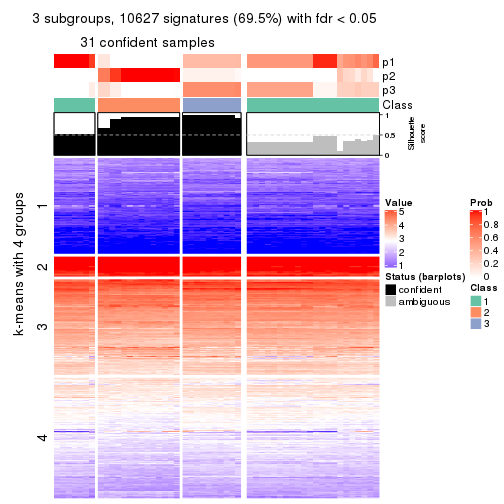 3 subgroups, 10627 signatures (69.5%) with fdr < 0.05
31 confident samples
p1
p2
p3
Class
1
0.5
0
Silhouette
score
k-means with 4 groups
1
2
3
4
Value
5
4
3
2
1
Status (barplots)
confident
ambiguous
Prob
1
0.8
0.6
0.4
0.2
0
Class
1
2
3